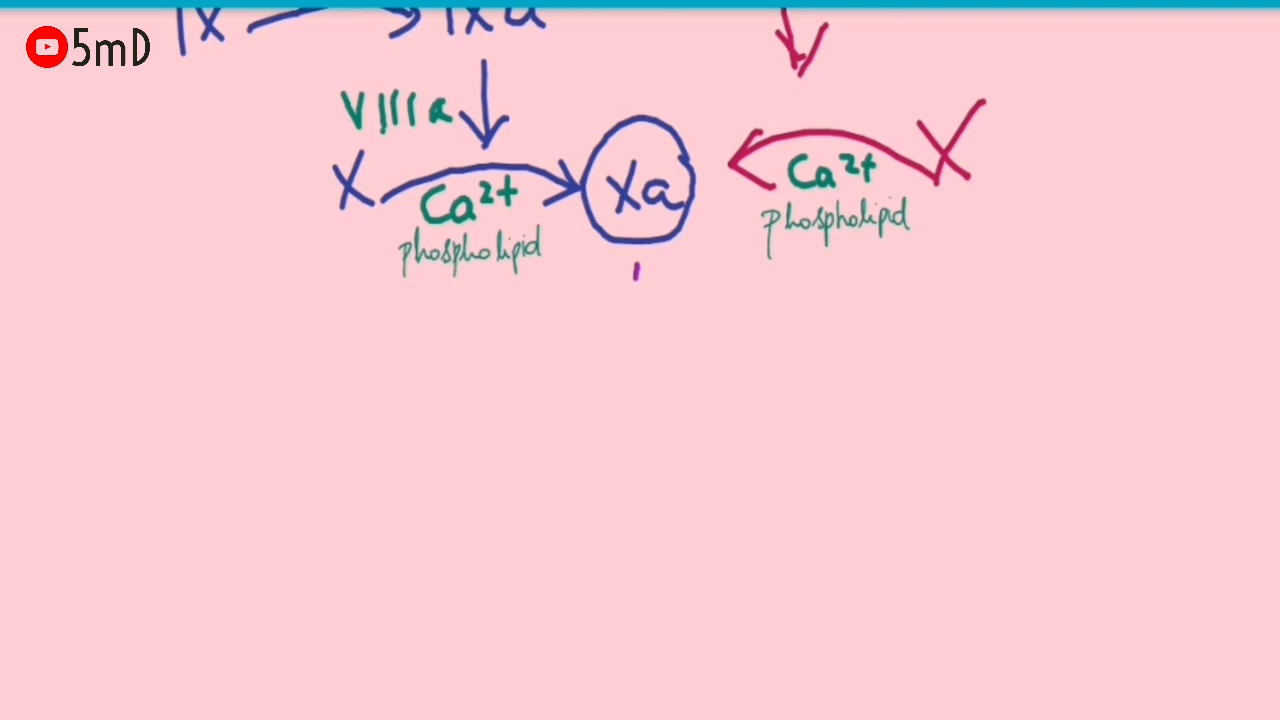 5mD
IX IXa
VIIIa
X Ca2+ Xa Ca2+ X
phospholipid phospholipid